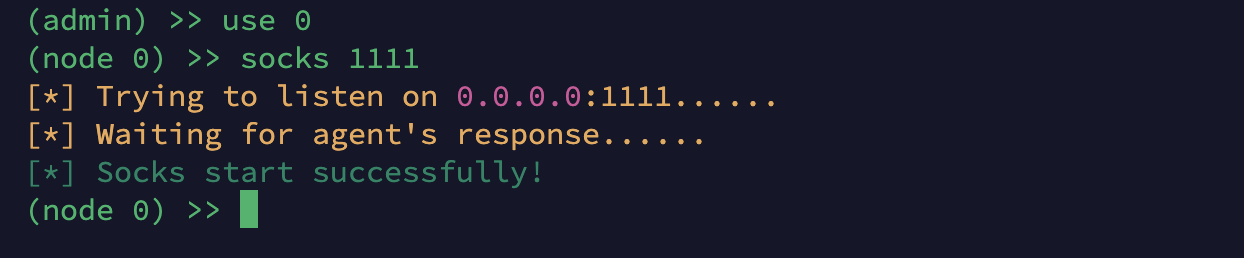 (admin) >> use 0
(node 0) >> socks 1111
[*] Trying to listen on 0.0.0.0:1111......
[*] Waiting for agent's response......
[*] Socks start successfully!
(node 0) >>